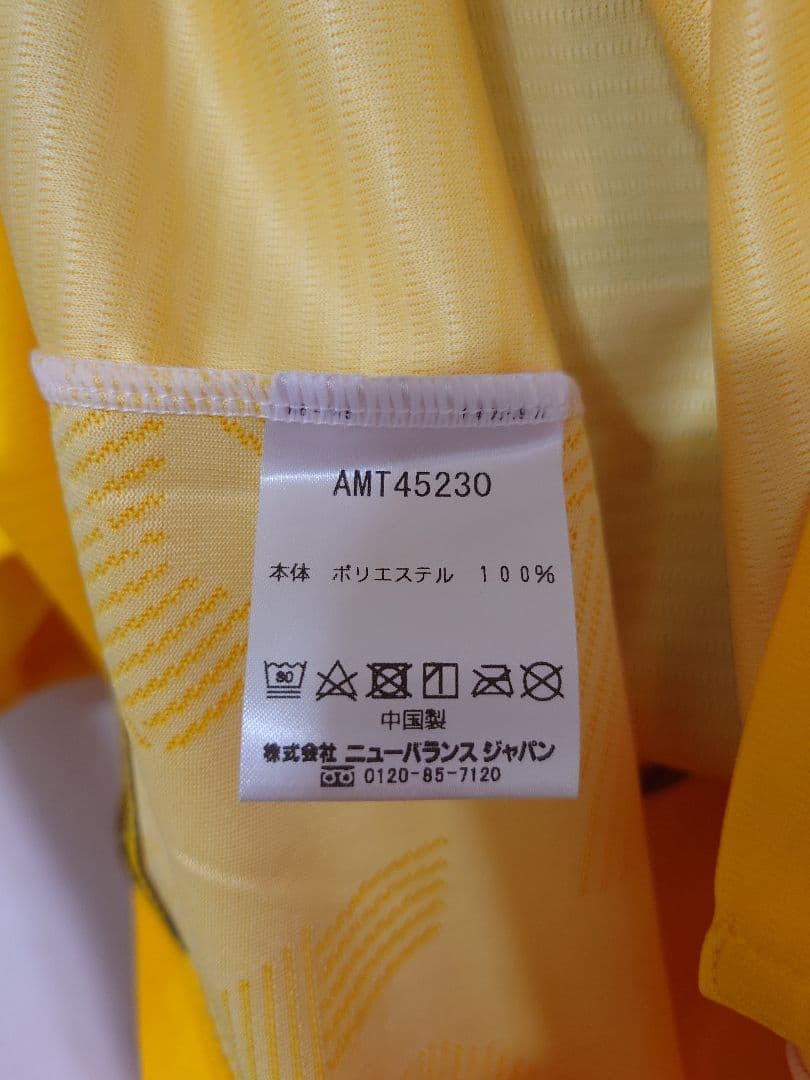 AMT45230
本体 ポリエステル 100%
中国製
株式会社 ニューバランス ジャパン
0120-85-7120